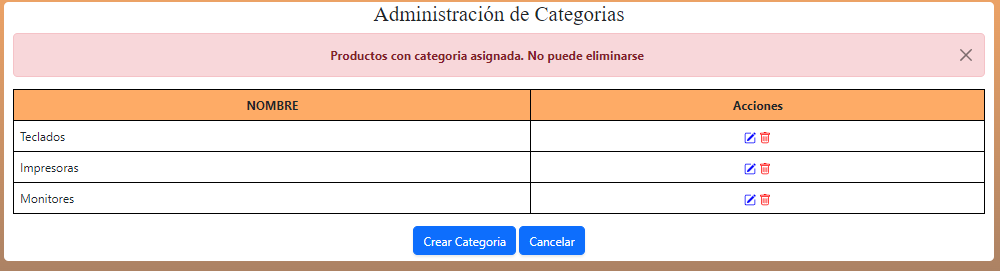 Administración de Categorias
Productos con categoria asignada. No puede eliminarse
NOMBRE Acciones
Teclados
Impresoras
Monitores
Crear Categoria Cancelar